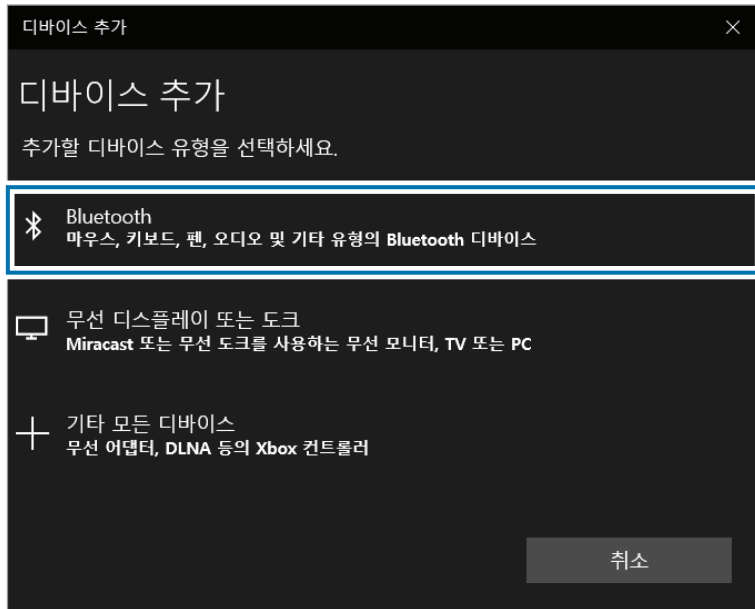 디바이스 추가
디바이스 추가
추가할 디바이스 유형을 선택하세요.
Bluetooth
마우스, 키보드, 펜, 오디오 및 기타 유형의 Bluetooth 디바이스
무선 디스플레이 또는 도크
Miracast 또는 무선 도크를 사용하는 무선 모니터, TV 또는 PC
기타 모든 디바이스
무선 어댑터, DLNA 등의 Xbox 컨트롤러
취소